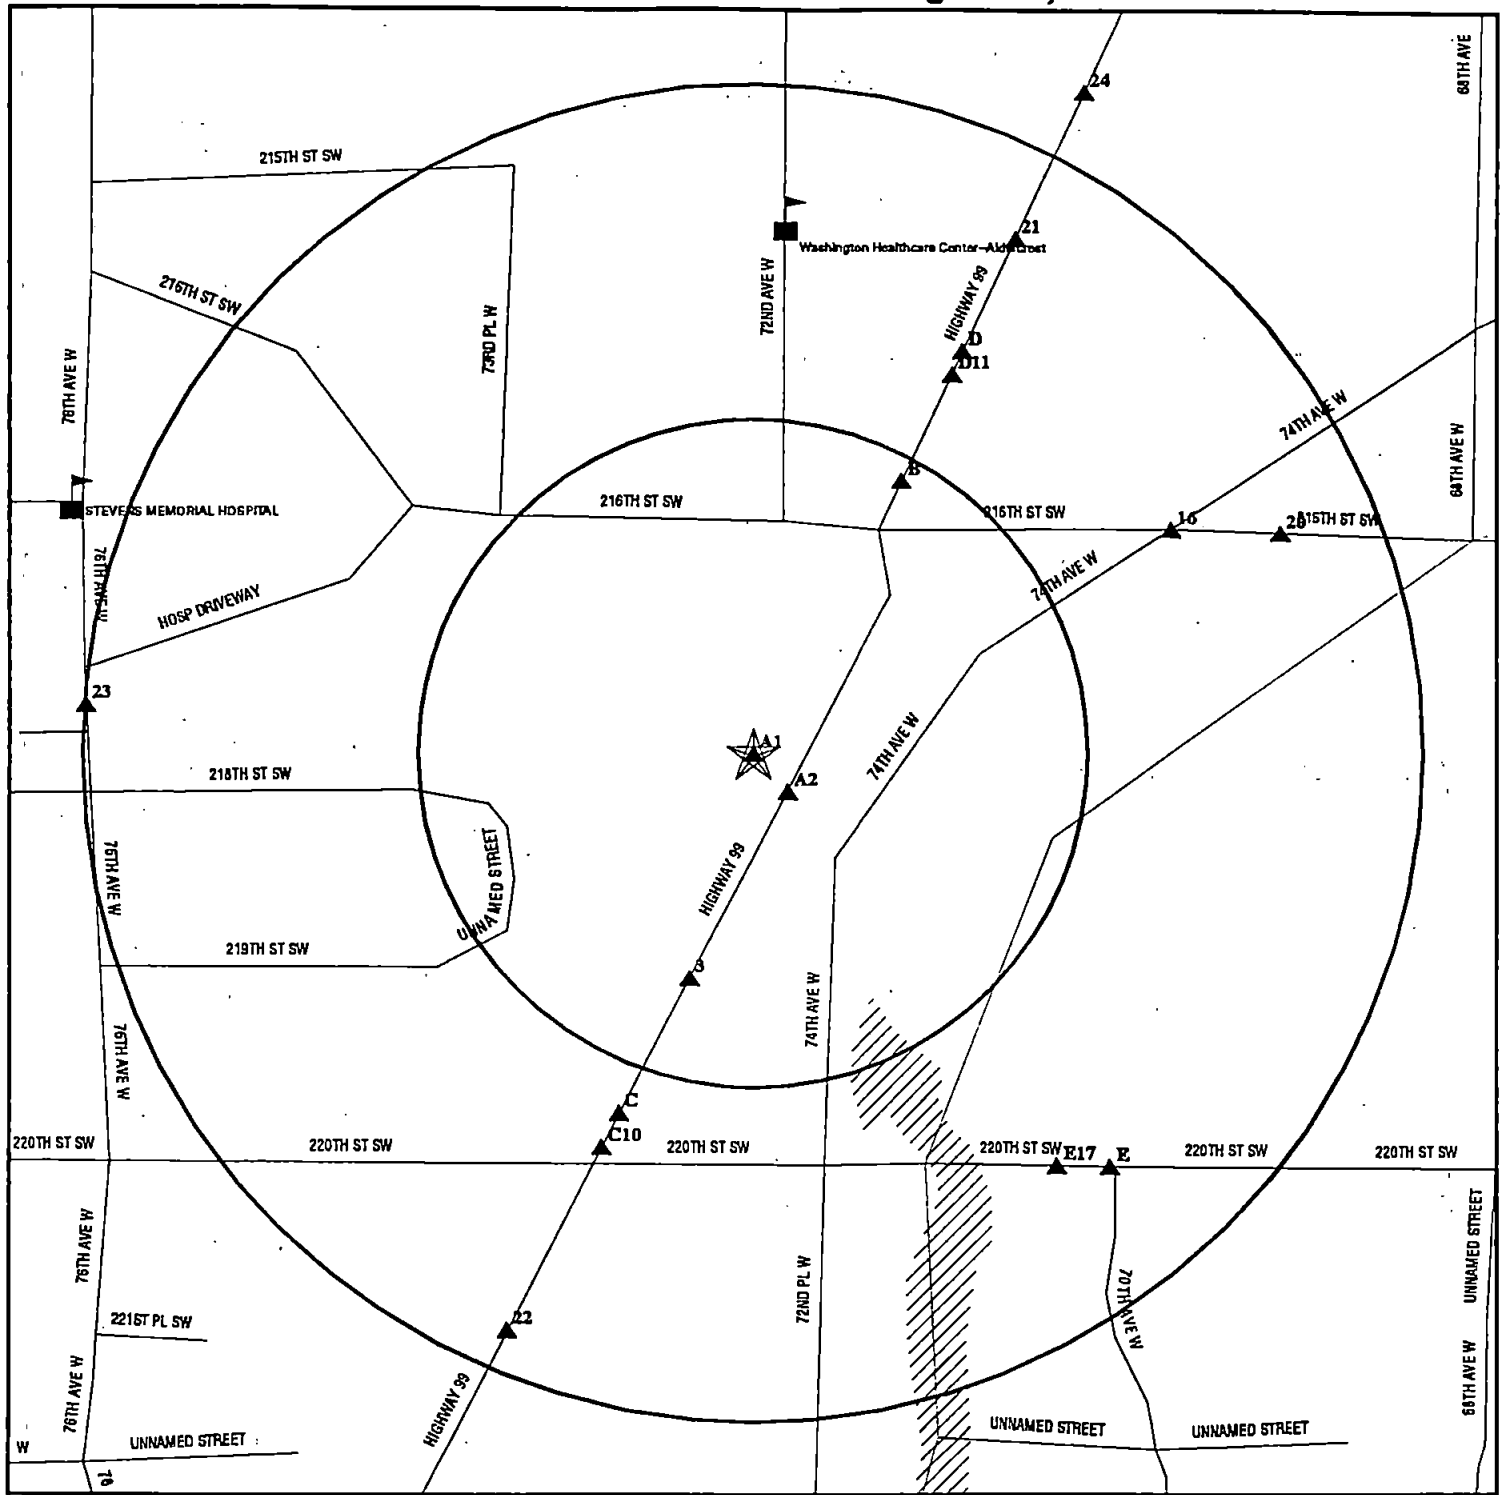 24
68TH AVE
215TH ST SW
21
Washington Healthcare Center-Aldercrest
216TH ST SW
72ND AVE W
HIGHWAY 99
73RD PL W
D
D11
76TH AVE W
74TH AVE W
68TH AVE W
B
216TH ST SW
216TH ST SW
16
20
STEVENS MEMORIAL HOSPITAL
76TH AVE W
74TH AVE W
HOSP DRIVEWAY
23
A1
74TH AVE W
218TH ST SW
A2
HIGHWAY 99
UNNAMED STREET
76TH AVE W
219TH ST SW
3
74TH AVE W
76TH AVE W
C
C10
220TH ST SW
220TH ST SW
220TH ST SW
220TH ST SW
E17
E
220TH ST SW
220TH ST SW
76TH AVE W
UNNAMED STREET
72ND PL W
70TH AVE W
221ST PL SW
22
76TH AVE W
HIGHWAY 99
68TH AVE W
UNNAMED STREET
UNNAMED STREET
W
UNNAMED STREET
76